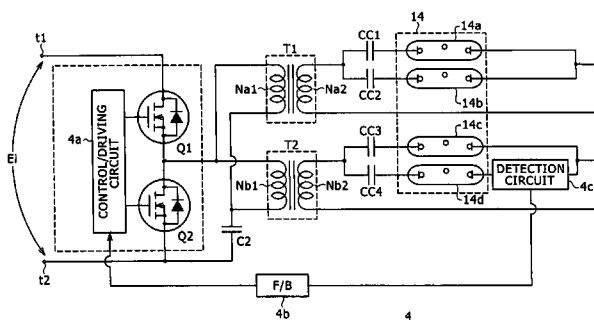 14
14a
t1
T1
CC1
Na1
Na2
CC2
14b
Q1
T2
CC3
14c
4a
CONTROL/DRIVING
CIRCUIT
Ei
Nb1
Nb2
CC4
DETECTION
CIRCUIT
4c
14d
Q2
C2
t2
F/B
4b
4